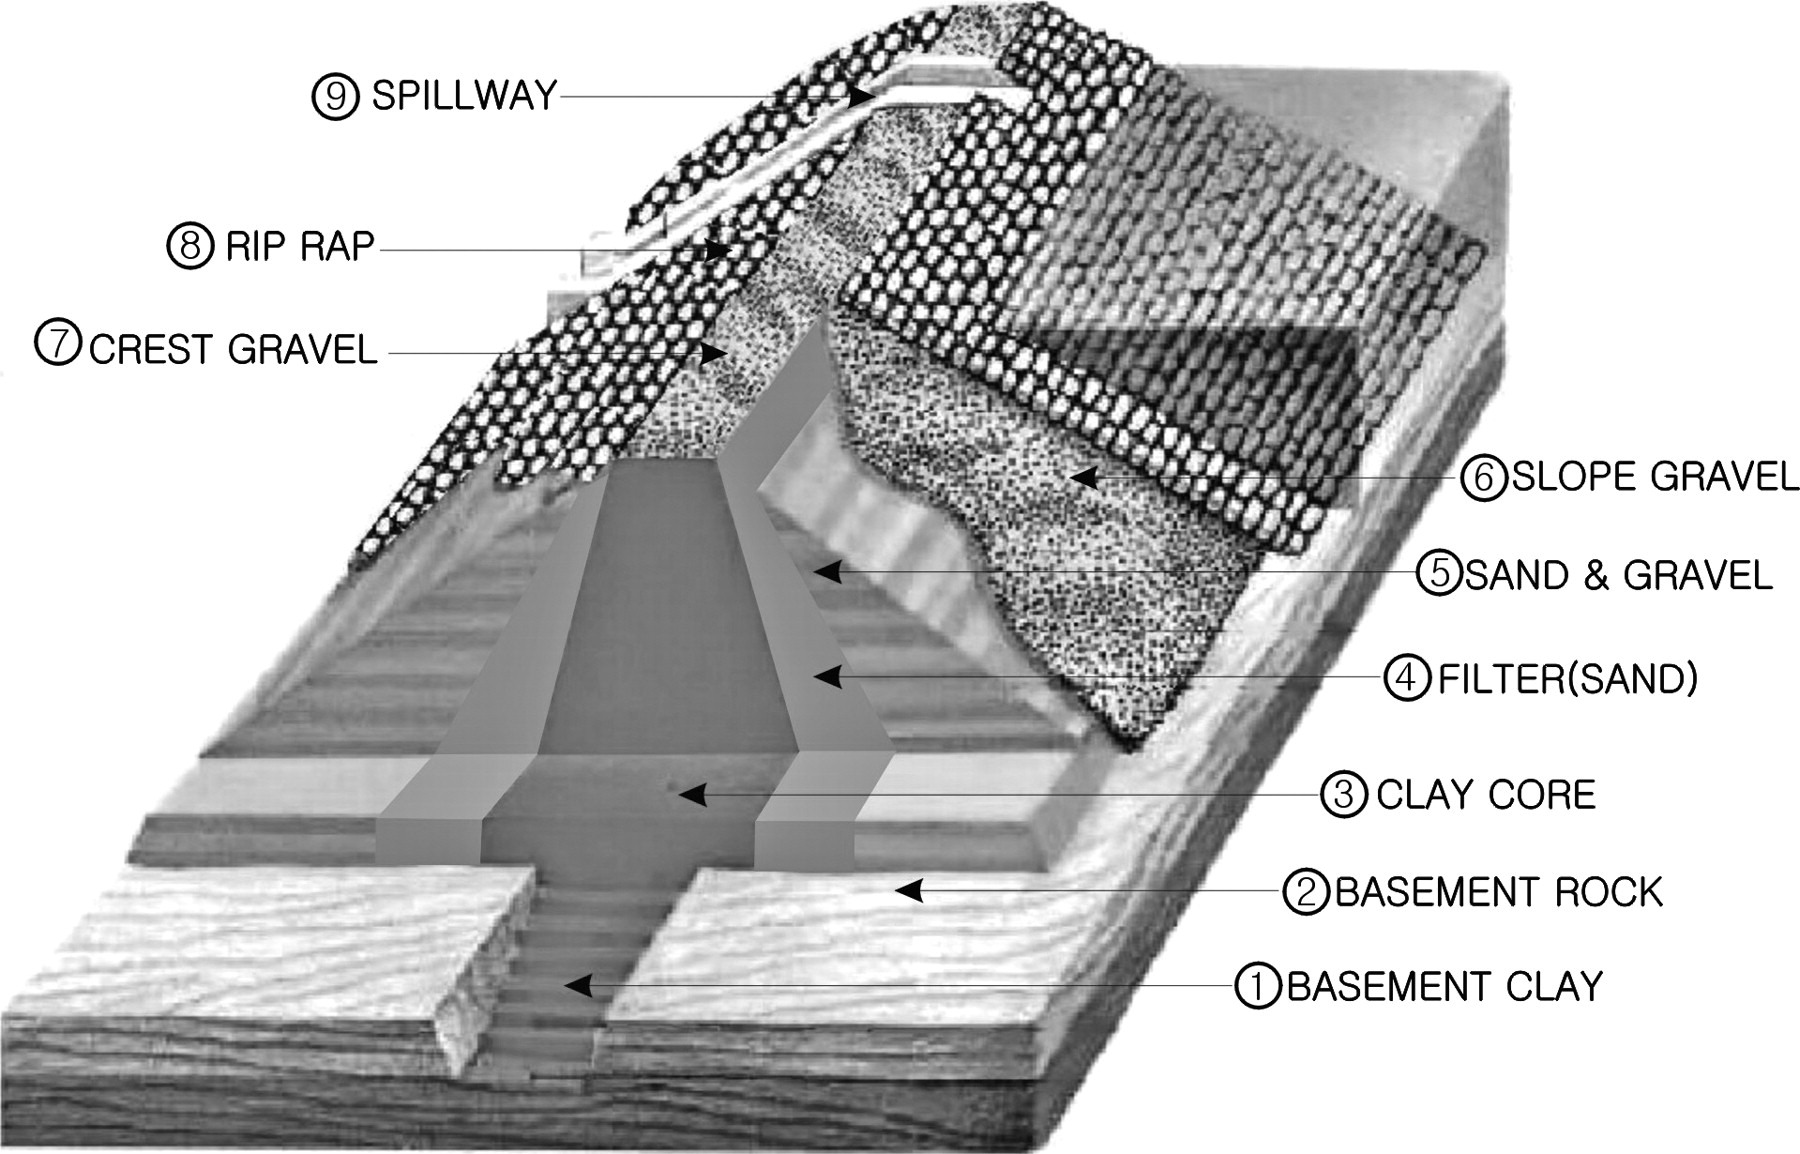 ⑨ SPILLWAY
⑧ RIP RAP
⑦ CREST GRAVEL
⑥ SLOPE GRAVEL
⑤ SAND & GRAVEL
④ FILTER(SAND)
③ CLAY CORE
② BASEMENT ROCK
① BASEMENT CLAY